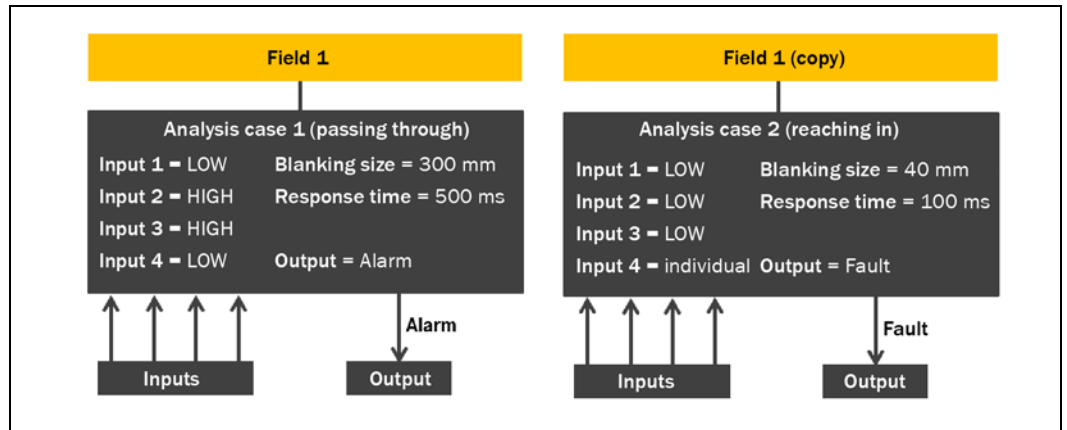 Field 1
Analysis case 1 (passing through)
Input 1 = LOW Blanking size = 300 mm
Input 2 = HIGH Response time = 500 ms
Input 3 = HIGH
Input 4 = LOW Output = Alarm
Alarm
Inputs
Output
Field 1 (copy)
Analysis case 2 (reaching in)
Input 1 = LOW Blanking size = 40 mm
Input 2 = LOW Response time = 100 ms
Input 3 = LOW
Input 4 = individual Output = Fault
Fault
Inputs
Output